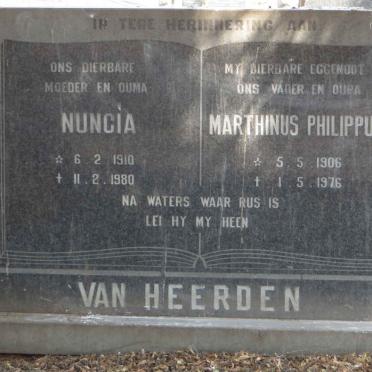 IN TERE HERINNERING AAN
ONS DIERBARE
MOEDER EN OUMA
NUNCIA
☆ 6 2 1910
† 11 2 1980
MY DIERBARE EGGENOOT
ONS VADER EN OUPA
MARTHINUS PHILIPPU
☆ 5 5 1906
† 1 5 1976
NA WATERS WAAR RUS IS
LEI HY MY HEEN
VAN HEERDEN